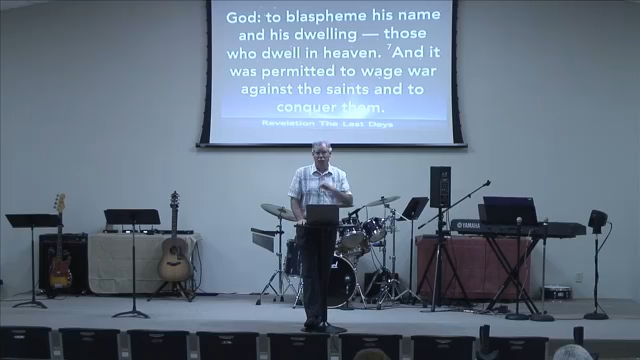 God: to blaspheme his name
and his dwelling — those
who dwell in heaven. ⁷And it
was permitted to wage war
against the saints and to
conquer them.
Revelation The Last Days
YAMAHA